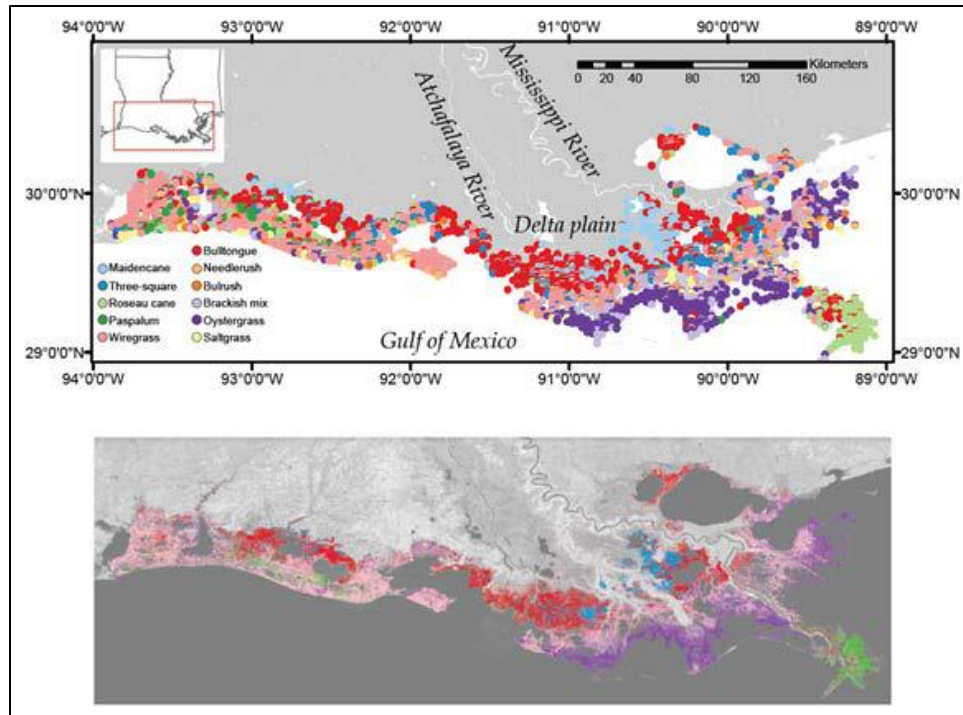 94°0'0"W 93°0'0"W 92°0'0"W 91°0'0"W 90°0'0"W 89°0'0"W
Kilometers
0 10 20 40 80 120 160
Mississippi River
Atchafalaya River
30°0'0"N 30°0'0"N
Delta plain
Bulltongue
Maidencane Needlerush
Three-square Bulrush
Roseau cane Brackish mix
Paspalum Oystergrass
Wiregrass Saltgrass
Gulf of Mexico
29°0'0"N 29°0'0"N
94°0'0"W 93°0'0"W 92°0'0"W 91°0'0"W 90°0'0"W 89°0'0"W